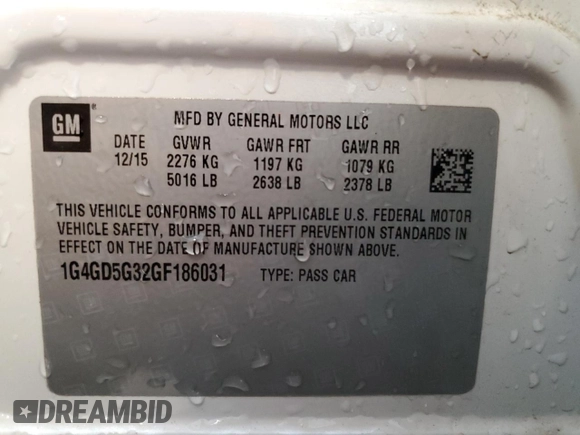 GM
MFD BY GENERAL MOTORS LLC
DATE GVWR GAWR FRT GAWR RR
12/15 2276 KG 1197 KG 1079 KG
5016 LB 2638 LB 2378 LB
THIS VEHICLE CONFORMS TO ALL APPLICABLE U.S. FEDERAL MOTOR
VEHICLE SAFETY, BUMPER, AND THEFT PREVENTION STANDARDS IN
EFFECT ON THE DATE OF MANUFACTURE SHOWN ABOVE.
1G4GD5G32GF186031 TYPE: PASS CAR
DREAMBID